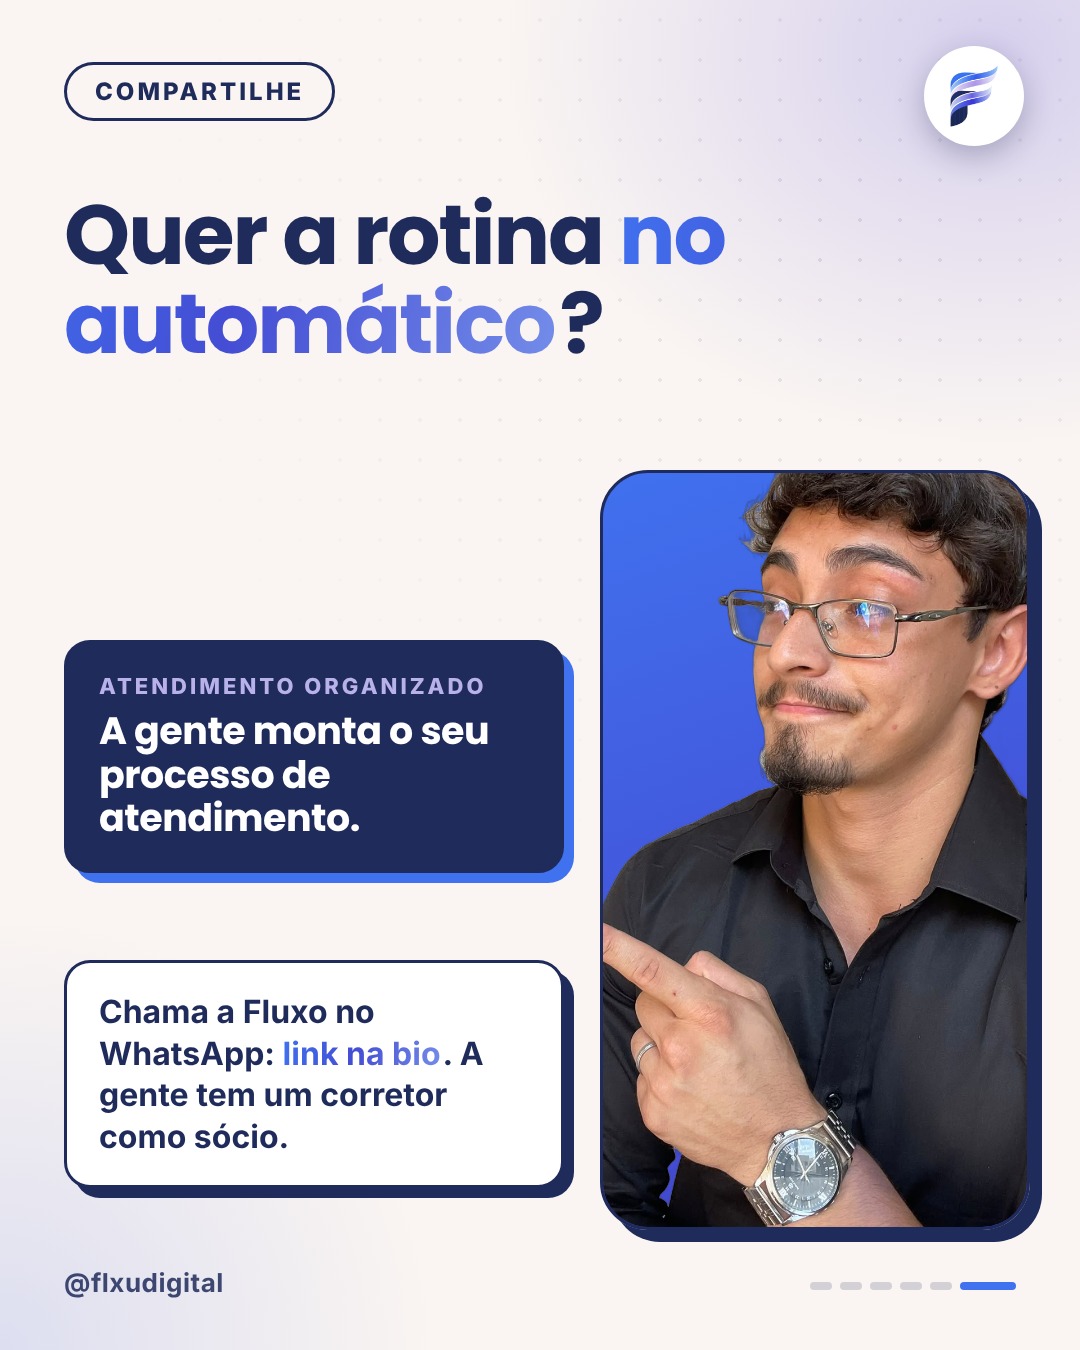 COMPARTILHE
Quer a rotina no
automático?
ATENDIMENTO ORGANIZADO
A gente monta o seu
processo de
atendimento.
Chama a Fluxo no
WhatsApp: link na bio. A
gente tem um corretor
como sócio.
@flxudigital